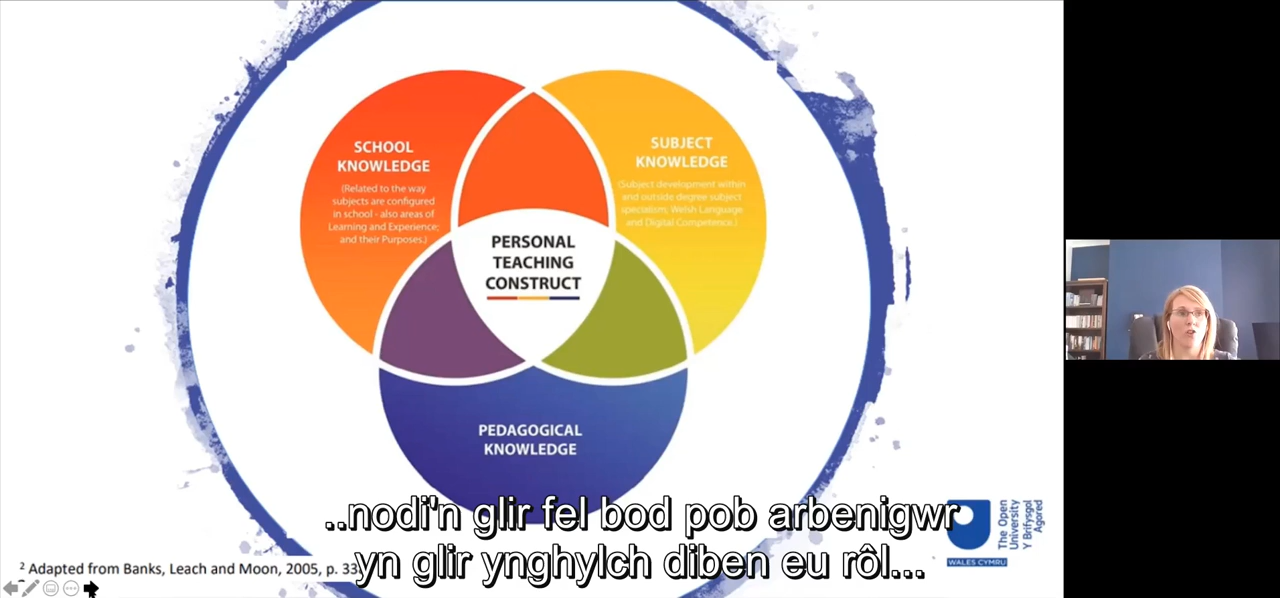 SCHOOL
KNOWLEDGE
(Related to the way
subjects are configured
in school - also areas of
Learning and Experience;
and their Purposes.)
SUBJECT
KNOWLEDGE
(Subject development within
and outside degree subject
specialism, Welsh Language
and Digital Competence.)
PERSONAL
TEACHING
CONSTRUCT
PEDAGOGICAL
KNOWLEDGE
..nodi'n glir fel bod pob arbenigwr
yn glir ynghylch diben eu rôl...
2 Adapted from Banks, Leach and Moon, 2005, p. 33
The Open
University
Y Brifysgol
Agored
WALES CYMRU